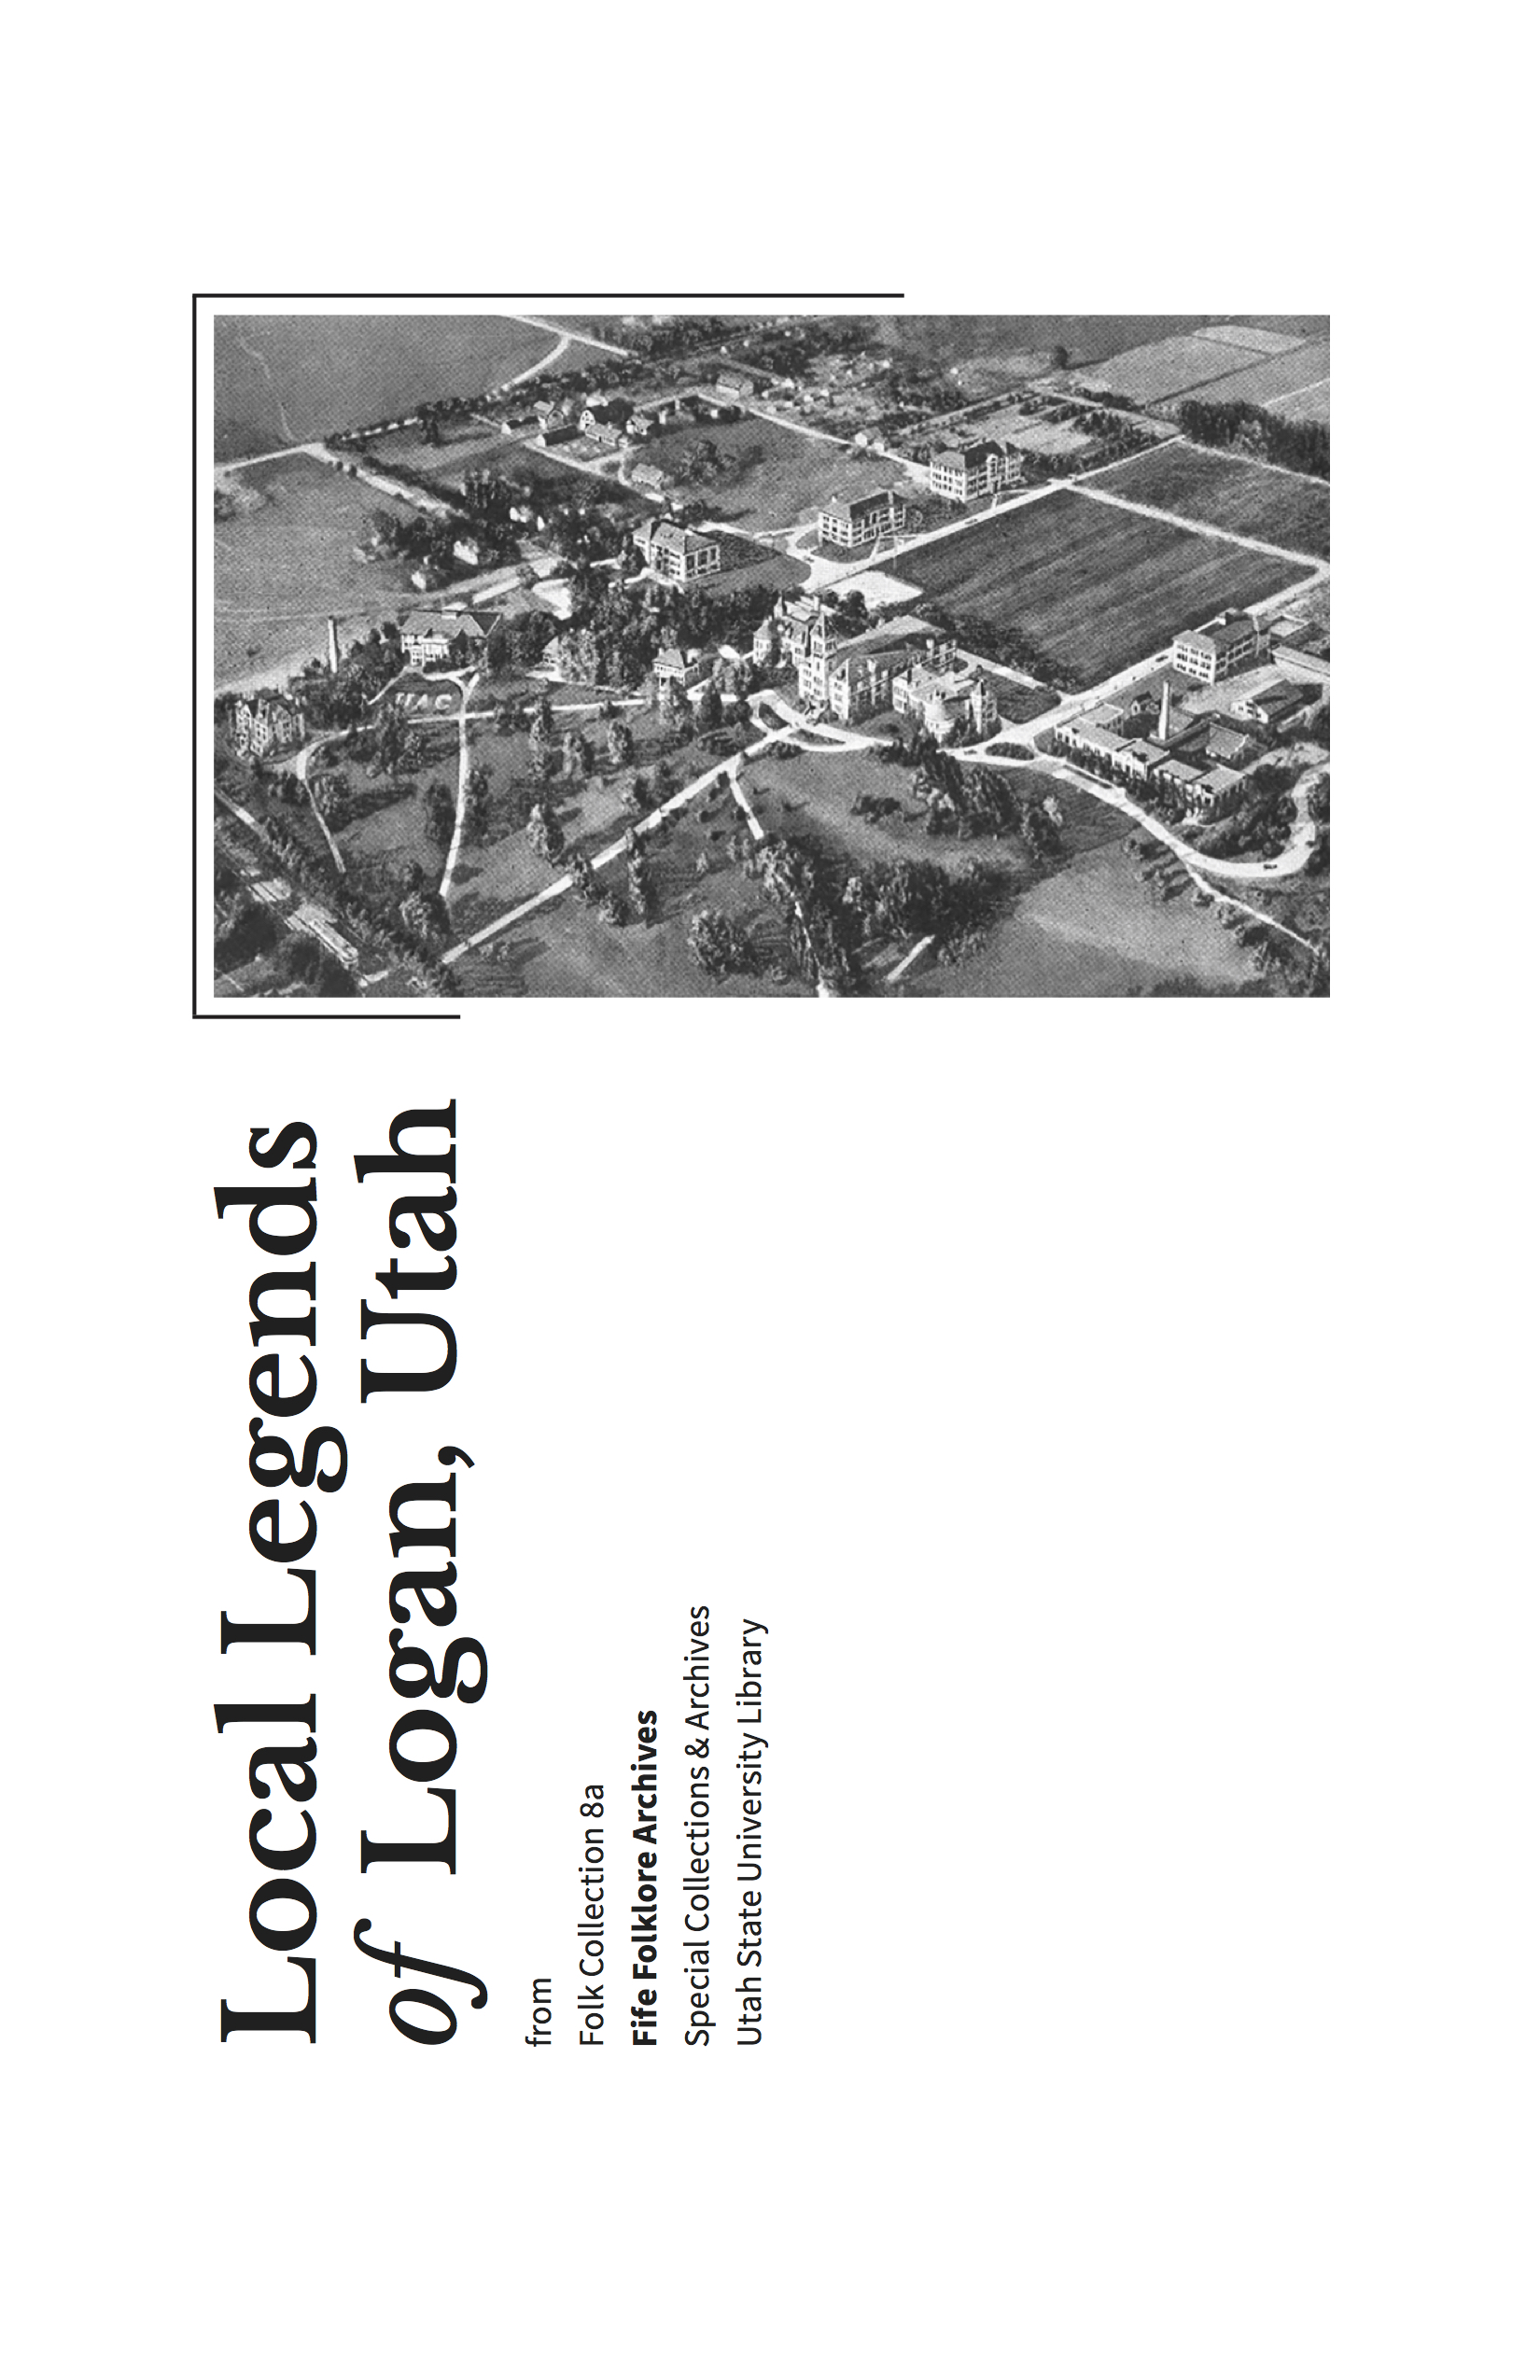 Local Legends
of Logan, Utah
from
Folk Collection 8a
Fife Folklore Archives
Special Collections & Archives
Utah State University Library